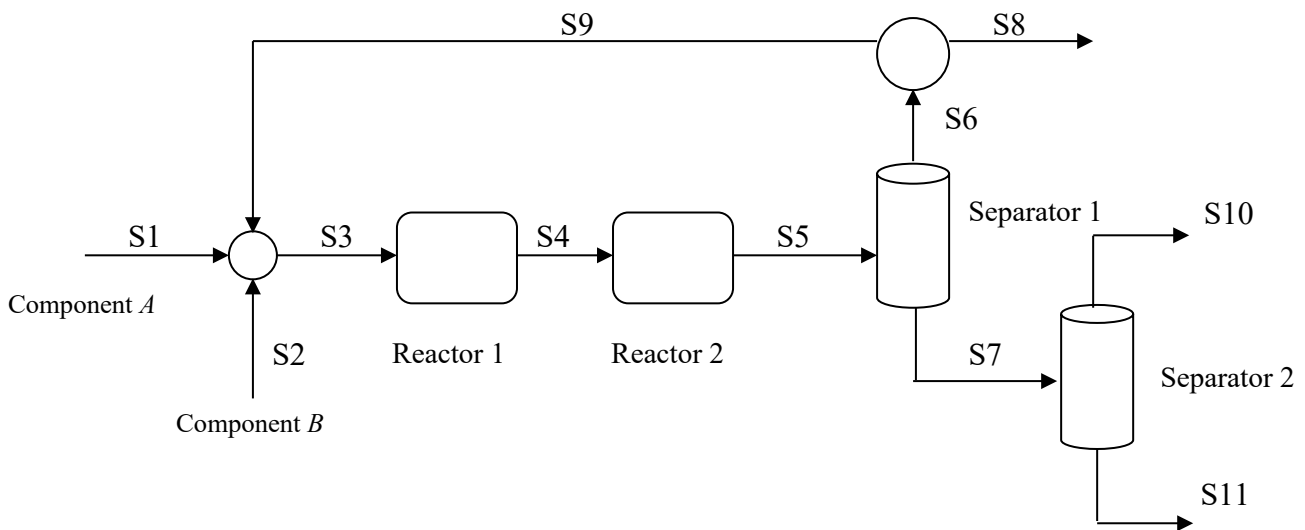 S9
S8
S6
S1
S3
S4
S5
Separator 1
S10
Component A
S2
Reactor 1
Reactor 2
S7
Separator 2
Component B
S11